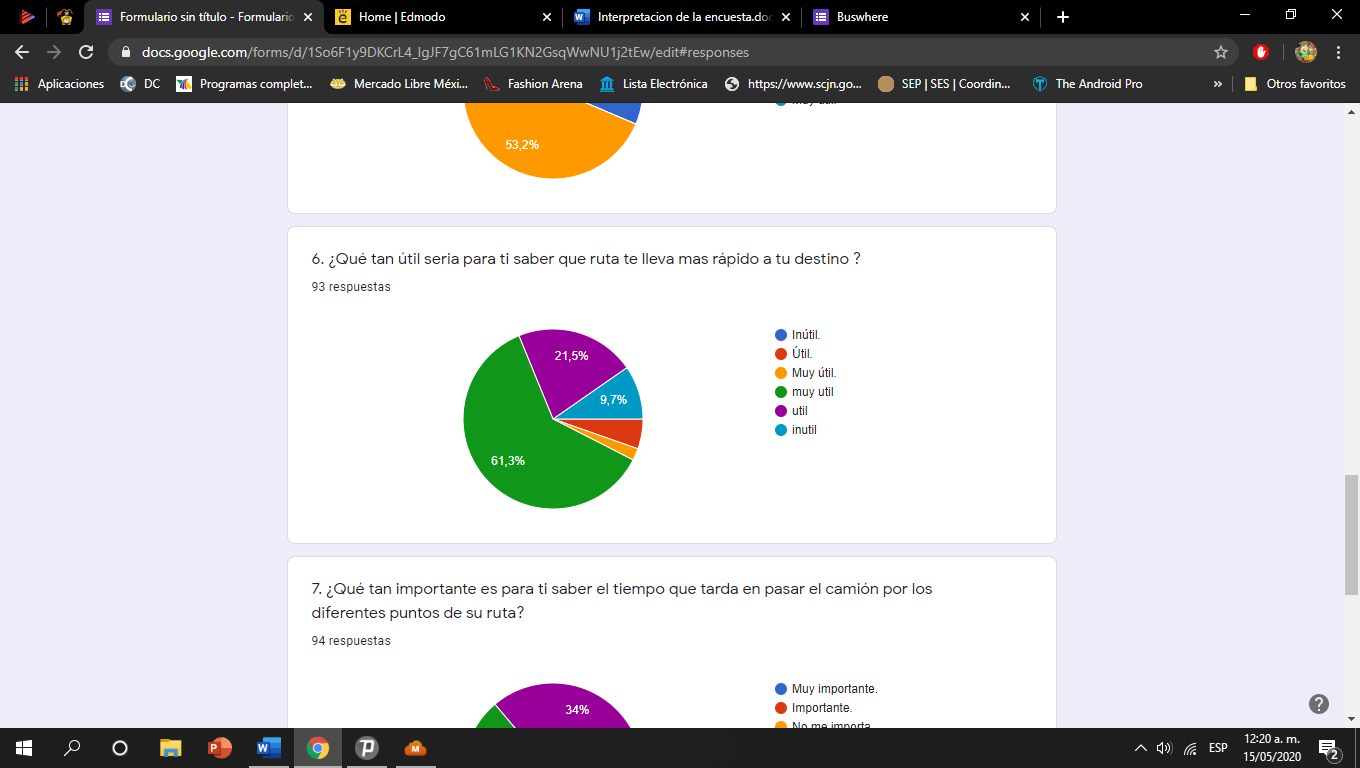 Formulario sin título - Formulario
Home | Edmodo
Interpretacion de la encuesta.doc
Buswhere
docs.google.com/forms/d/1So6F1y9DKCrL4_lgJF7gC61mLG1KN2GsqWwNU1j2tEw/edit#responses
Aplicaciones
DC
Programas complet...
Mercado Libre Méxi...
Fashion Arena
Lista Electrónica
https://www.scjn.go...
SEP | SES | Coordin...
The Android Pro
»
Otros favoritos
53,2%
6. ¿Qué tan útil seria para ti saber que ruta te lleva mas rápido a tu destino ?
93 respuestas
21,5%
9,7%
61,3%
Inútil.
Útil.
Muy útil.
muy util
util
inutil
7. ¿Qué tan importante es para ti saber el tiempo que tarda en pasar el camión por los
diferentes puntos de su ruta?
94 respuestas
34%
Muy importante.
Importante.
No me importa
ESP
12:20 a. m.
15/05/2020
2